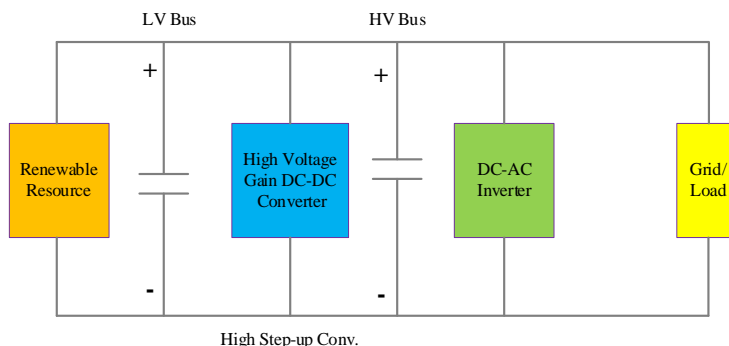 LV Bus
HV Bus
+
+
Renewable
Resource
High Voltage
Gain DC-DC
Converter
DC-AC
Inverter
Grid/
Load
-
-
High Step-up Conv.